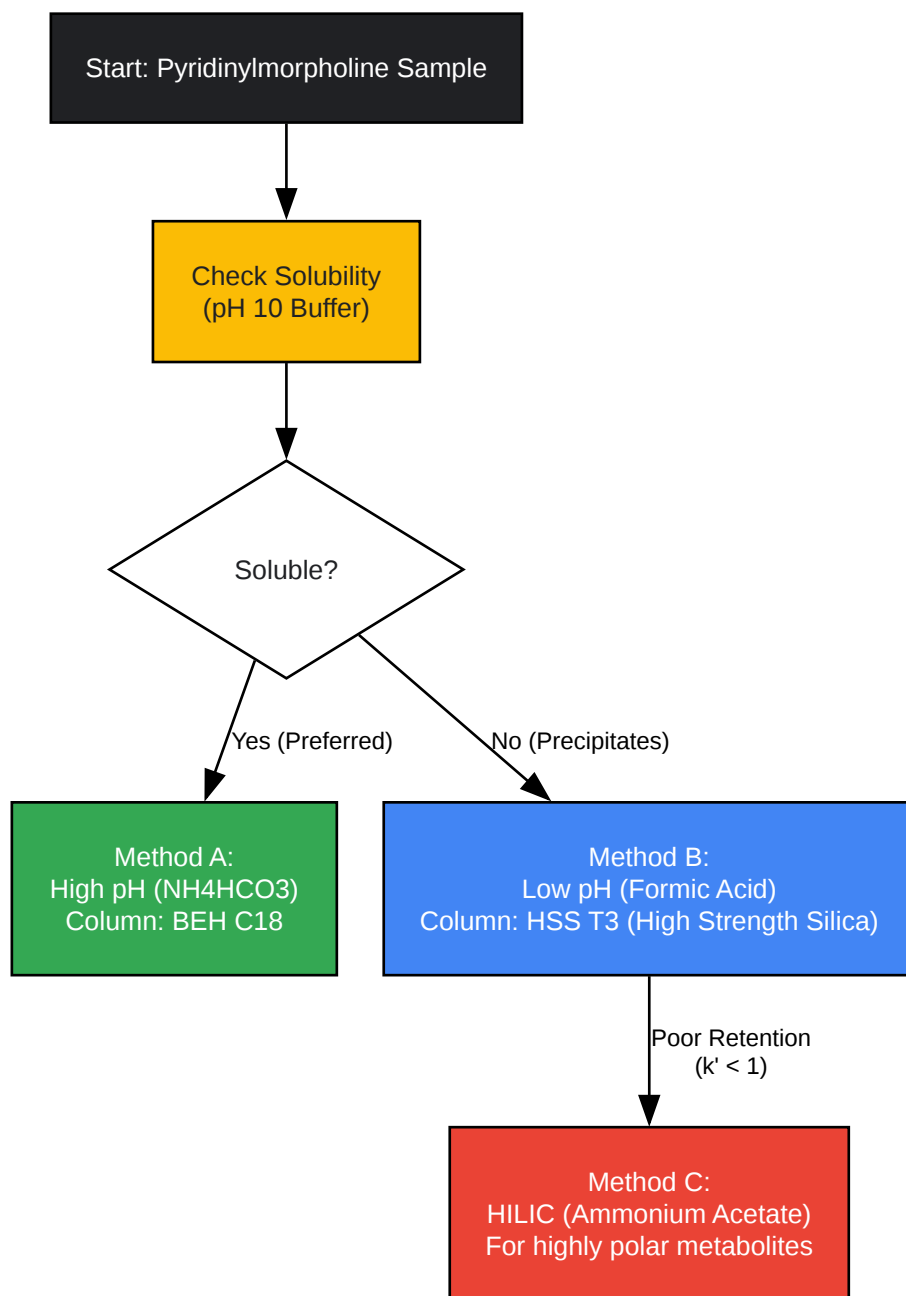 Start: Pyridinylmorpholine Sample
Check Solubility
(pH 10 Buffer)
Soluble?
Yes (Preferred)
No (Precipitates)
Method A:
High pH (NH4HCO3)
Column: BEH C18
Method B:
Low pH (Formic Acid)
Column: HSS T3 (High Strength Silica)
Poor Retention
(k' < 1)
Method C:
HILIC (Ammonium Acetate)
For highly polar metabolites